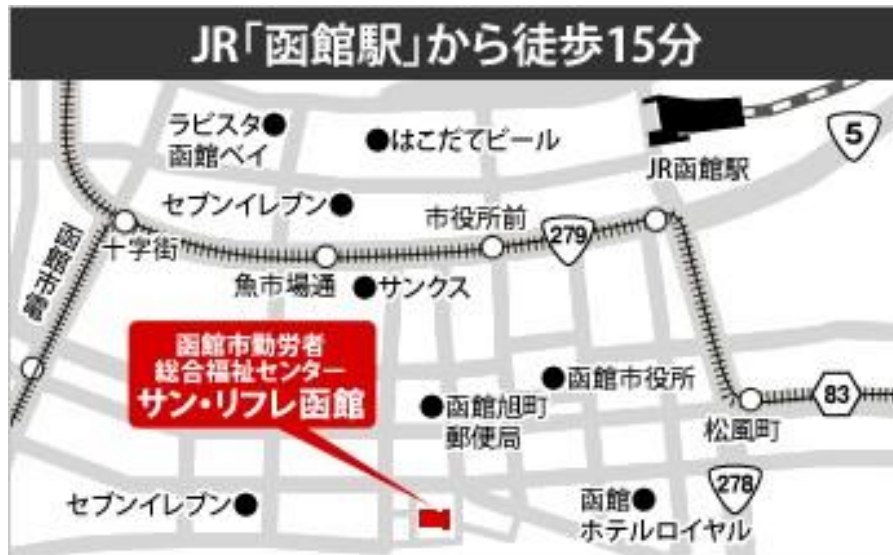 JR「函館駅」から徒歩15分
ラビスタ
函館ベイ
はこだてビール
JR函館駅
5
セブンイレブン
市役所前
279
十字街
函館市電
魚市場通
サンクス
函館市勤労者
総合福祉センター
サン・リフレ函館
函館市役所
83
函館旭町
郵便局
松風町
278
セブンイレブン
函館
ホテルロイヤル